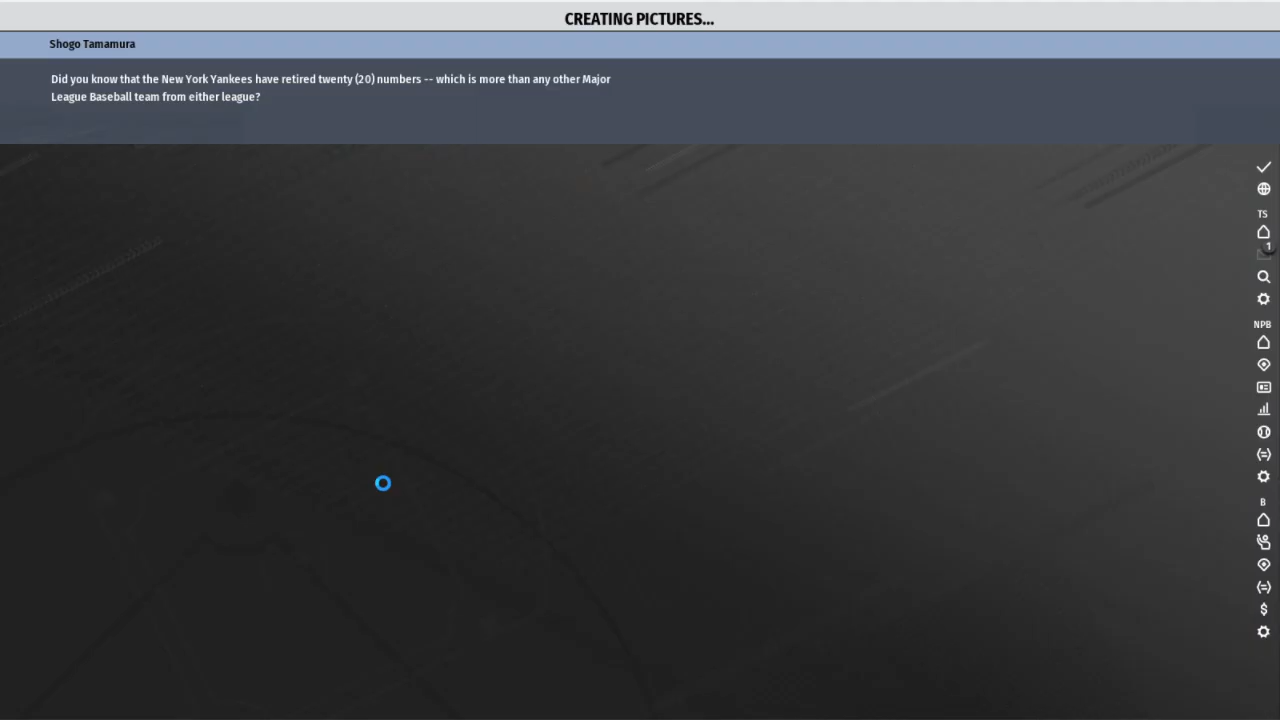 CREATING PICTURES...
Shogo Tamamura
Did you know that the New York Yankees have retired twenty (20) numbers -- which is more than any other Major
League Baseball team from either league?
TS
1
NPB
B